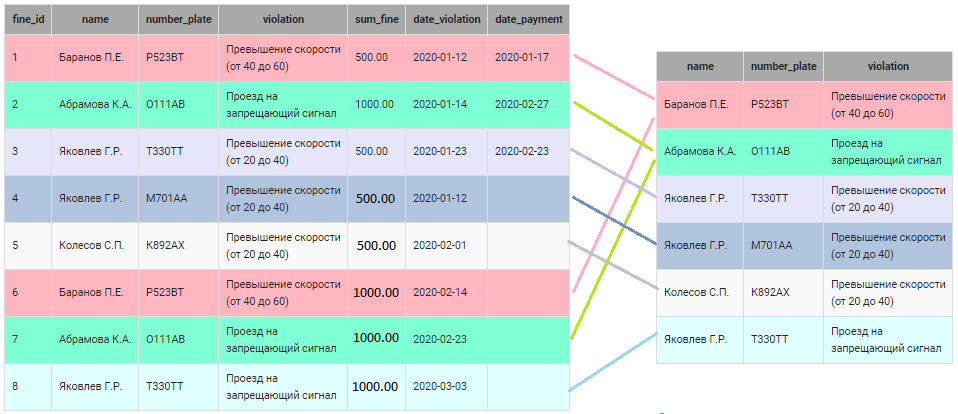 fine_id name number_plate violation sum_fine date_violation date_payment
1 Баранов П.Е. Р523ВТ Превышение скорости (от 40 до 60) 500.00 2020-01-12 2020-01-17
2 Абрамова К.А. О111АВ Проезд на запрещающий сигнал 1000.00 2020-01-14 2020-02-27
3 Яковлев Г.Р. Т330ТТ Превышение скорости (от 20 до 40) 500.00 2020-01-23 2020-02-23
4 Яковлев Г.Р. М701АА Превышение скорости (от 20 до 40) 500.00 2020-01-12
5 Колесов С.П. К892АХ Превышение скорости (от 20 до 40) 500.00 2020-02-01
6 Баранов П.Е. Р523ВТ Превышение скорости (от 40 до 60) 1000.00 2020-02-14
7 Абрамова К.А. О111АВ Проезд на запрещающий сигнал 1000.00 2020-02-23
8 Яковлев Г.Р. Т330ТТ Проезд на запрещающий сигнал 1000.00 2020-03-03
name number_plate violation
Баранов П.Е. Р523ВТ Превышение скорости (от 40 до 60)
Абрамова К.А. О111АВ Проезд на запрещающий сигнал
Яковлев Г.Р. Т330ТТ Превышение скорости (от 20 до 40)
Яковлев Г.Р. М701АА Превышение скорости (от 20 до 40)
Колесов С.П. К892АХ Превышение скорости (от 20 до 40)
Яковлев Г.Р. Т330ТТ Проезд на запрещающий сигнал